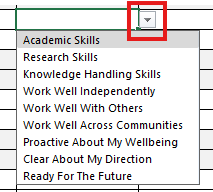 Academic Skills
Research Skills
Knowledge Handling Skills
Work Well Independently
Work Well With Others
Work Well Across Communities
Proactive About My Wellbeing
Clear About My Direction
Ready For The Future